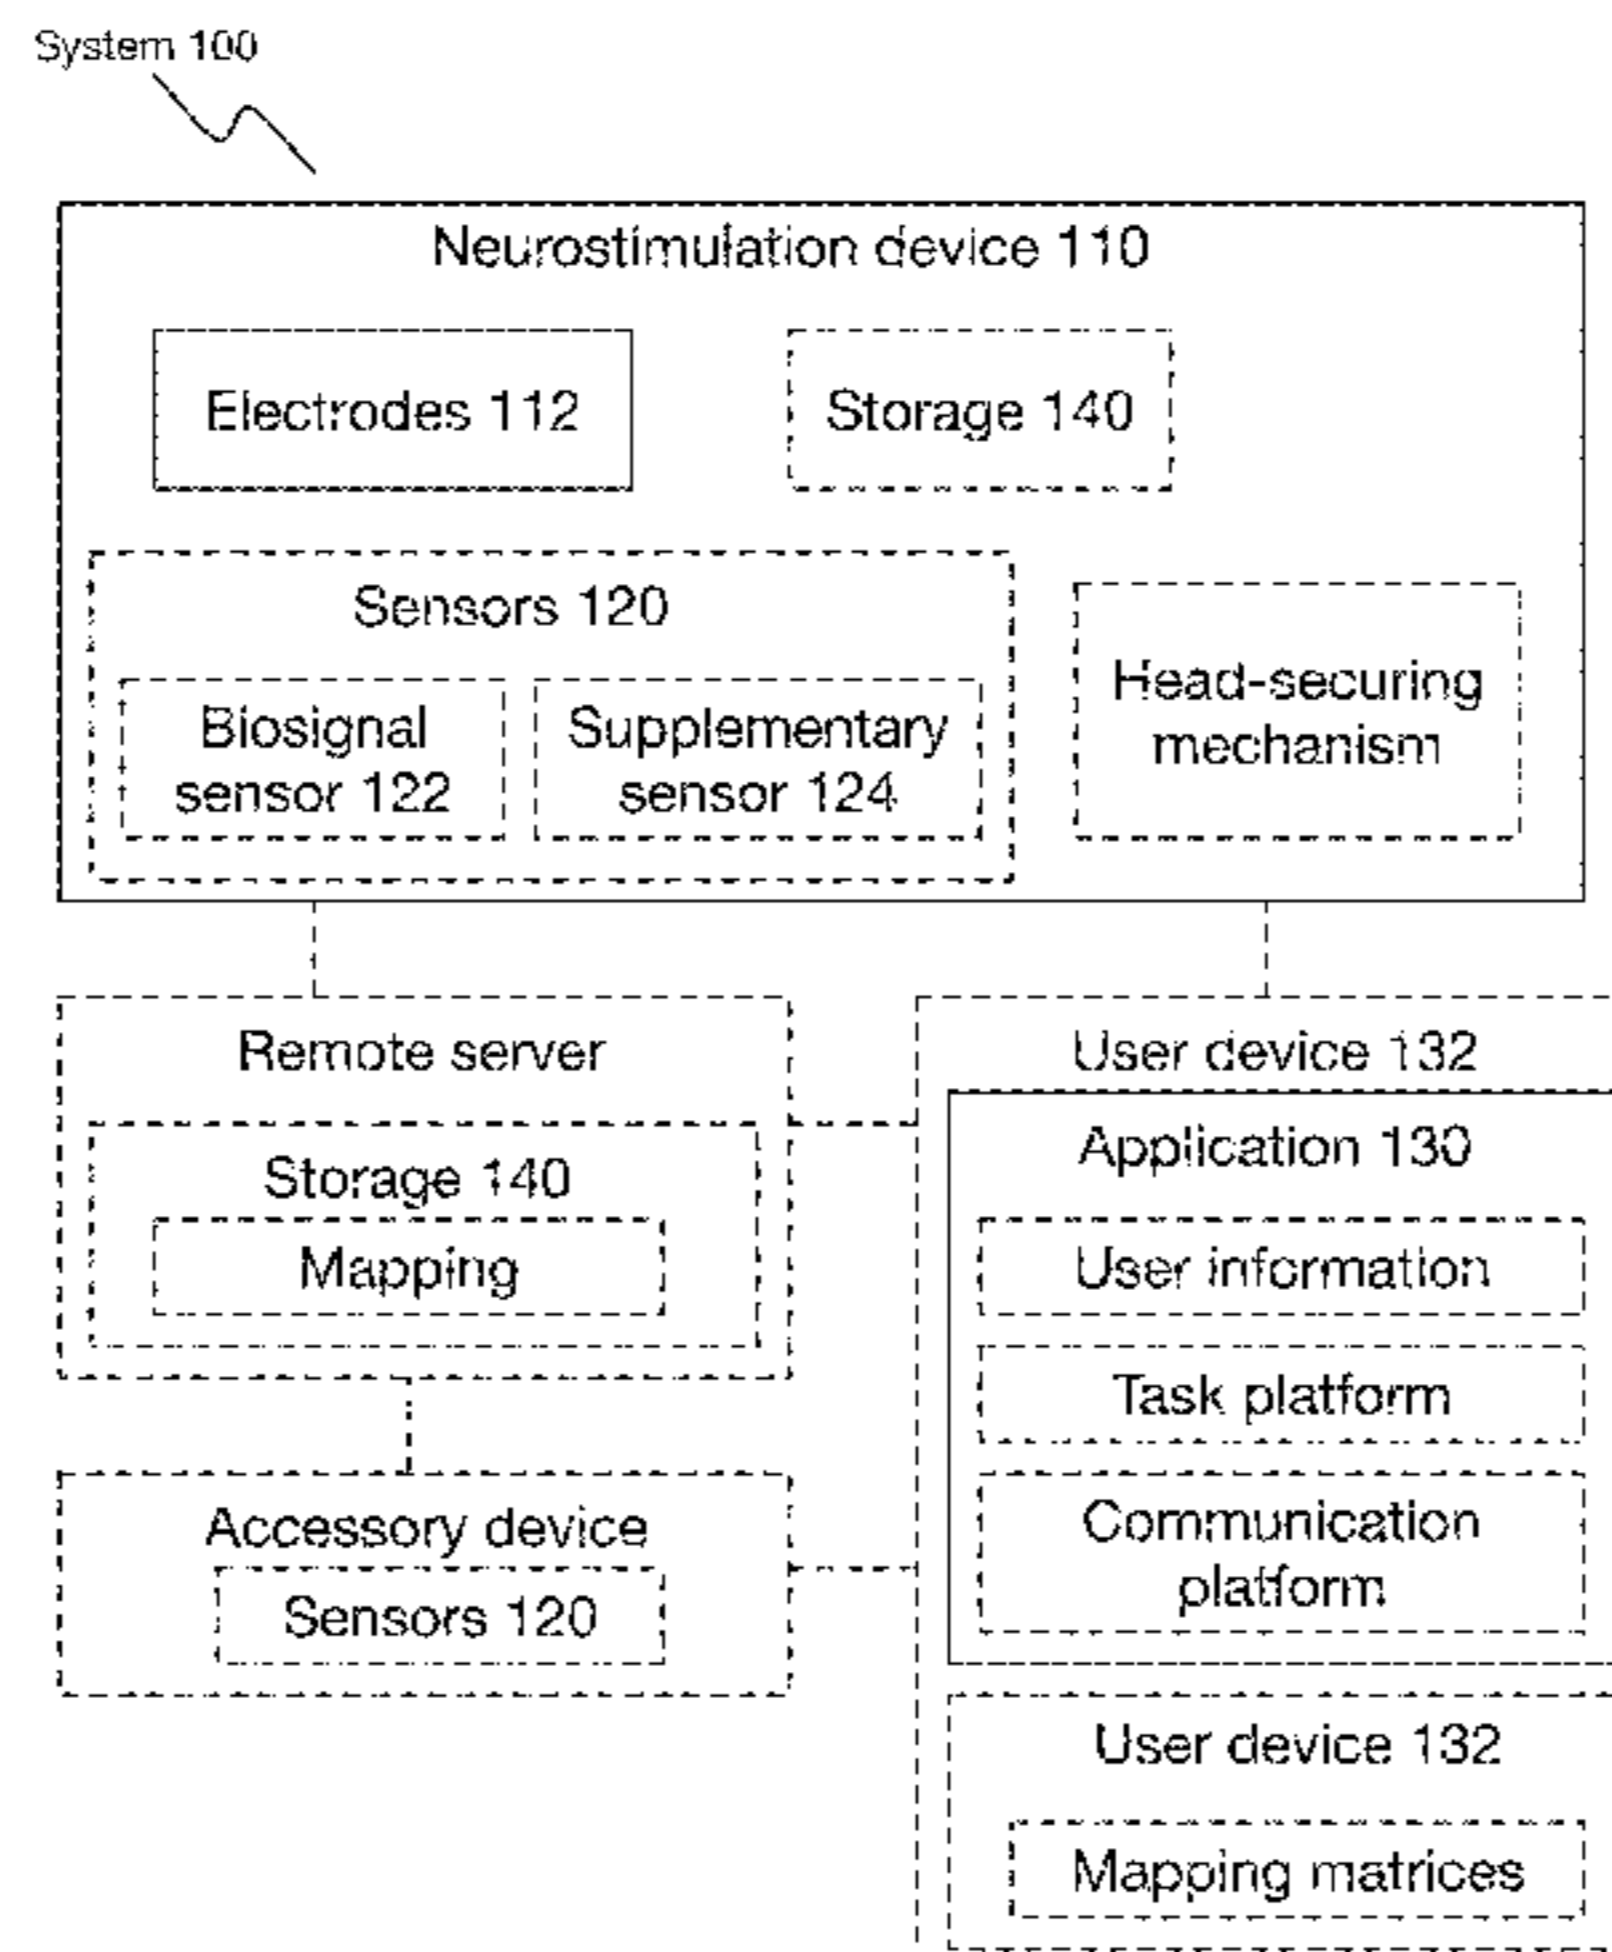 System 100
Neurostimulation device 110
Electrodes 112
Storage 140
Sensors 120
Biosignal
sensor 122
Supplementary
sensor 124
Head-securing
mechanism
Remote server
Storage 140
Mapping
Accessory device
Sensors 120
User device 132
Application 130
User information
Task platform
Communication
platform
User device 132
Mapping matrices